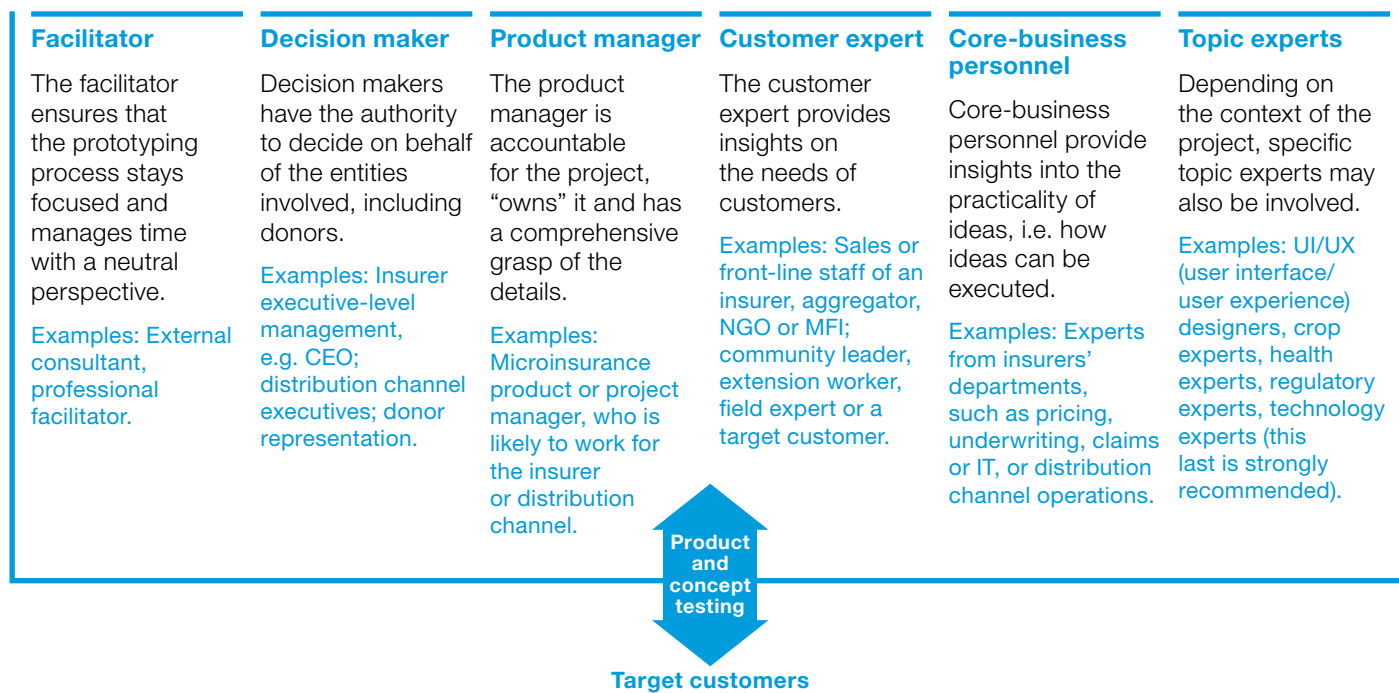 Facilitator
The facilitator
ensures that
the prototyping
process stays
focused and
manages time
with a neutral
perspective.
Examples: External
consultant,
professional
facilitator.
Decision maker
Decision makers
have the authority
to decide on behalf
of the entities
involved, including
donors.
Examples: Insurer
executive-level
management,
e.g. CEO;
distribution channel
executives; donor
representation.
Product manager
The product
manager is
accountable
for the project,
“owns” it and has
a comprehensive
grasp of the
details.
Examples:
Microinsurance
product or project
manager, who is
likely to work for
the insurer
or distribution
channel.
Customer expert
The customer
expert provides
insights on
the needs of
customers.
Examples: Sales or
front-line staff of an
insurer, aggregator,
NGO or MFI;
community leader,
extension worker,
field expert or a
target customer.
Core-business
personnel
Core-business
personnel provide
insights into the
practicality of
ideas, i.e. how
ideas can be
executed.
Examples: Experts
from insurers’
departments,
such as pricing,
underwriting, claims
or IT, or distribution
channel operations.
Topic experts
Depending on
the context of the
project, specific
topic experts may
also be involved.
Examples: UI/UX
(user interface/
user experience)
designers, crop
experts, health
experts, regulatory
experts, technology
experts (this
last is strongly
recommended).
Product
and
concept
testing
Target customers